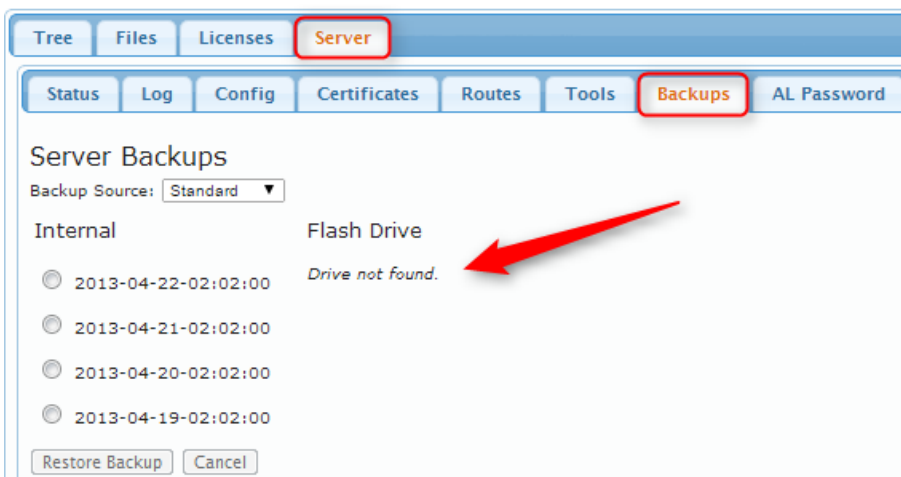 Tree Files Licenses Server
Status Log Config Certificates Routes Tools Backups AL Password
Server Backups
Backup Source: Standard
Internal Flash Drive
2013-04-22-02:02:00 Drive not found.
2013-04-21-02:02:00
2013-04-20-02:02:00
2013-04-19-02:02:00
Restore Backup Cancel